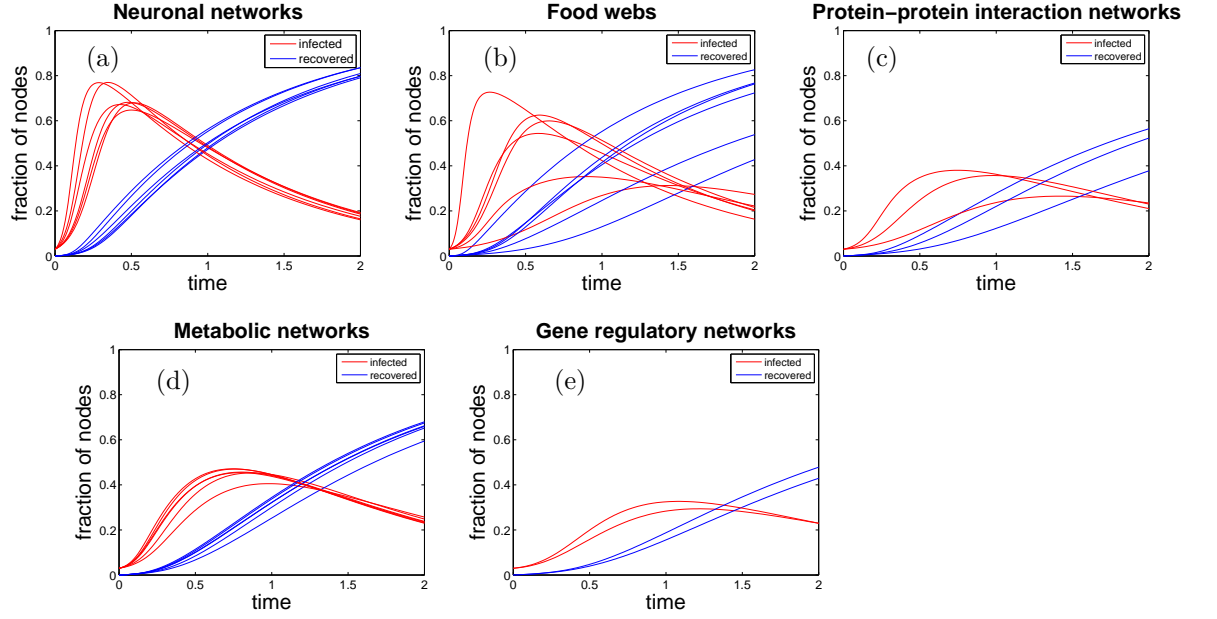 Neuronal networks
(a)
infected
recovered
fraction of nodes
1
0.8
0.6
0.4
0.2
0
0 0.5 1 1.5 2
time
Food webs
(b)
infected
recovered
fraction of nodes
1
0.8
0.6
0.4
0.2
0
0 0.5 1 1.5 2
time
Protein−protein interaction networks
(c)
infected
recovered
fraction of nodes
1
0.8
0.6
0.4
0.2
0
0 0.5 1 1.5 2
time
Metabolic networks
(d)
infected
recovered
fraction of nodes
1
0.8
0.6
0.4
0.2
0
0 0.5 1 1.5 2
time
Gene regulatory networks
(e)
infected
recovered
fraction of nodes
1
0.8
0.6
0.4
0.2
0
0 0.5 1 1.5 2
time